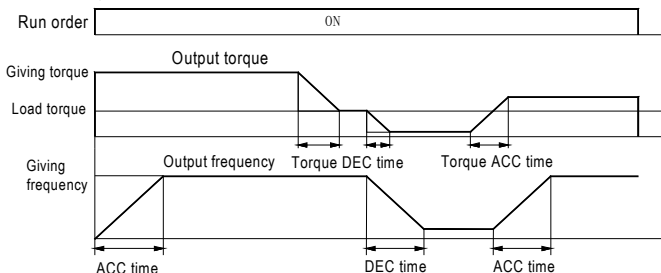 Run order
ON
Output torque
Giving torque
Load torque
Torque DEC time
Torque ACC time
Giving
frequency
Output frequency
ACC time
DEC time
ACC time